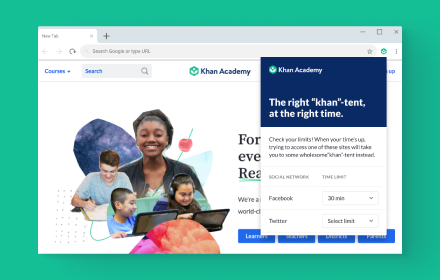 New Tab
Search Google or type URL
Courses
Search
Khan Academy
up
Khan Academy
The right "khan"-tent,
at the right time.
Check your limits! When your time's up,
trying to access one of these sites will
take you to some wholesome"khan"-tent instead.
SOCIAL NETWORK
TIME LIMIT
Facebook
30 min
Twitter
Select limit
For
eve
Rea
We're a
world-cl
Learners
Teachers
Districts
Parents